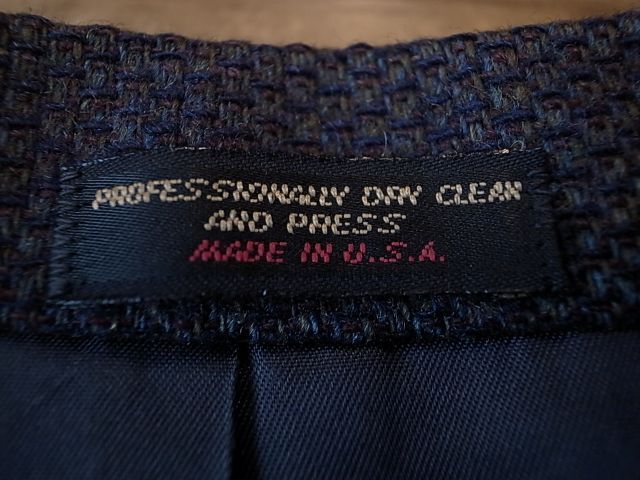 PROFESSIONALLY DRY CLEAN
AND PRESS
MADE IN U.S.A.